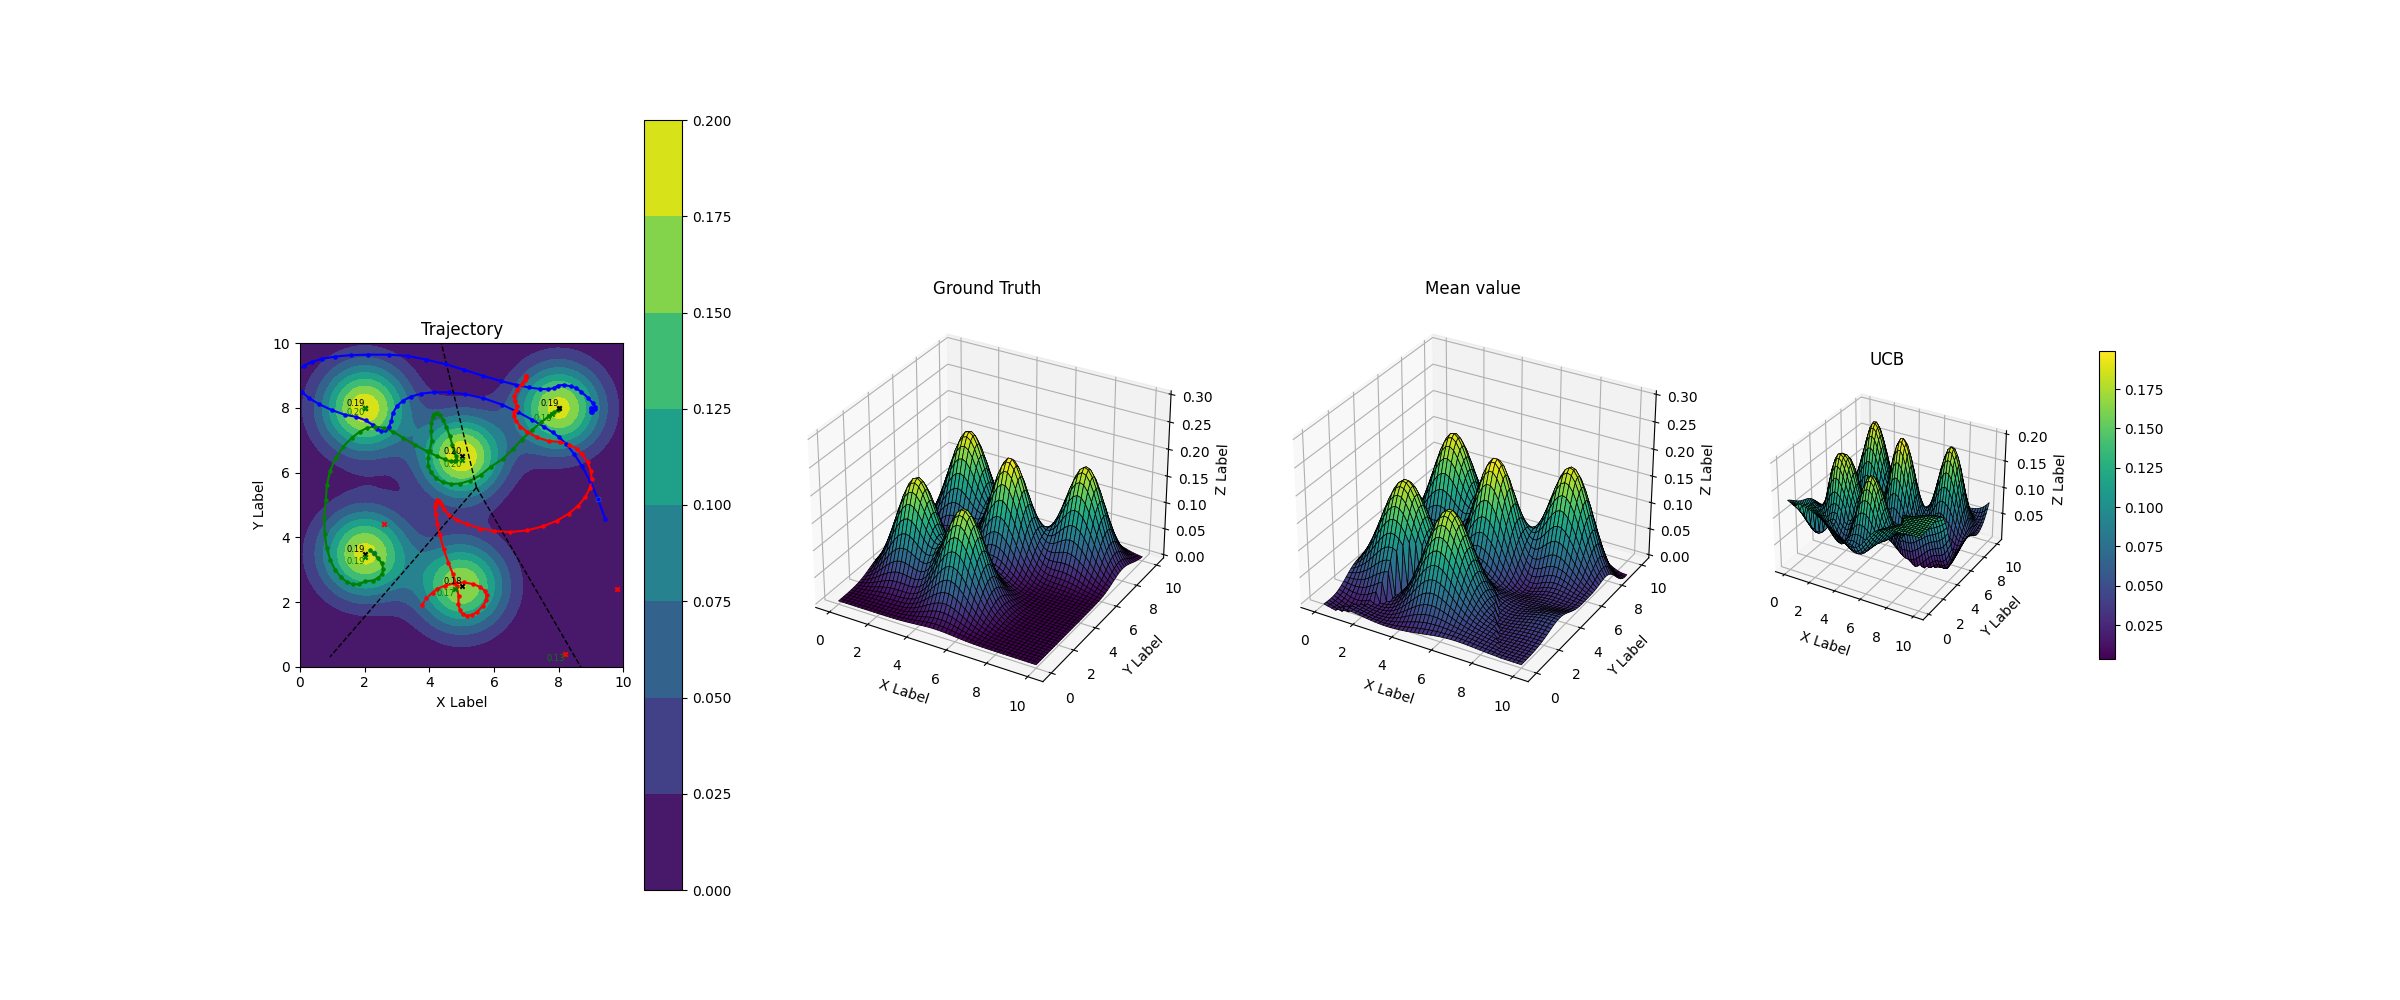 Trajectory
10
8
6
4
2
0
Y Label
0 2 4 6 8 10
X Label
0.19
0.20
0.19
0.20
0.20
0.19
0.19
0.18
0.17
0.200
0.175
0.150
0.125
0.100
0.075
0.050
0.025
0.000
Ground Truth
0.30
0.25
0.20
0.15
0.10
0.05
0.00
Z Label
0 2 4 6 8 10
X Label
0 2 4 6 8 10
Y Label
Mean value
0.30
0.25
0.20
0.15
0.10
0.05
0.00
Z Label
0 2 4 6 8 10
X Label
0 2 4 6 8 10
Y Label
UCB
0.20
0.15
0.10
0.05
Z Label
0 2 4 6 8 10
X Label
0 2 4 6 8 10
Y Label
0.175
0.150
0.125
0.100
0.075
0.050
0.025